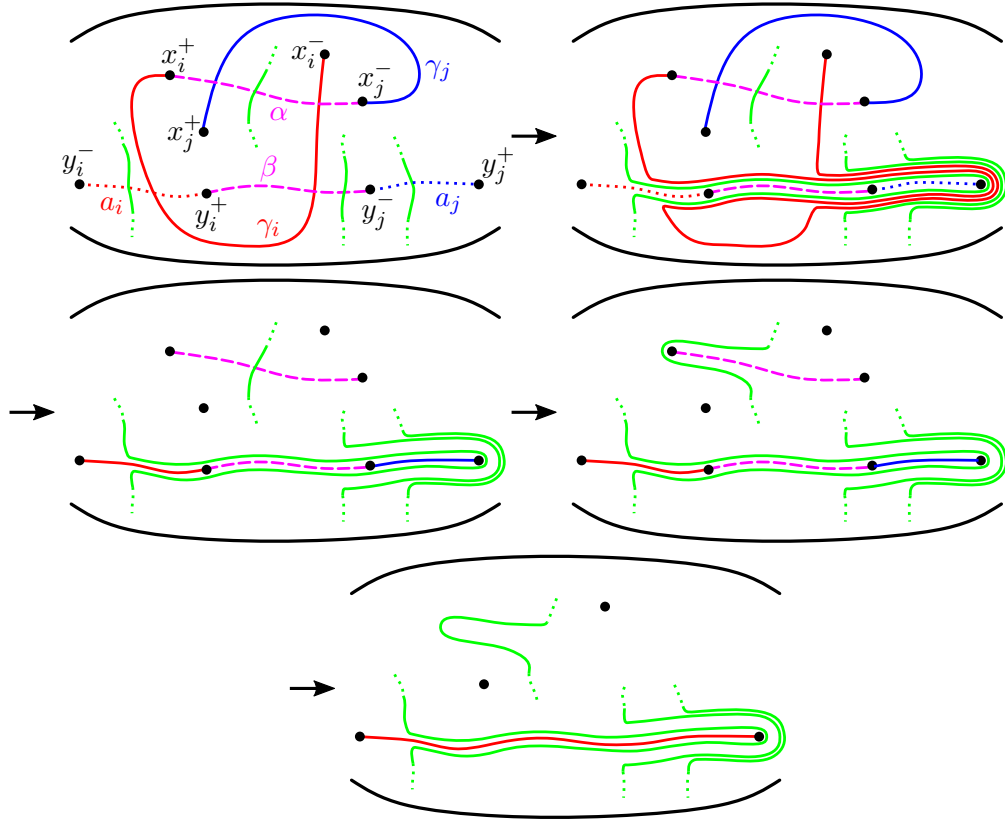 x_i^+
x_i^-
γ_j
x_j^-
α
x_j^+
y_i^-
β
y_j^+
a_i
y_i^+
y_j^-
a_j
γ_i